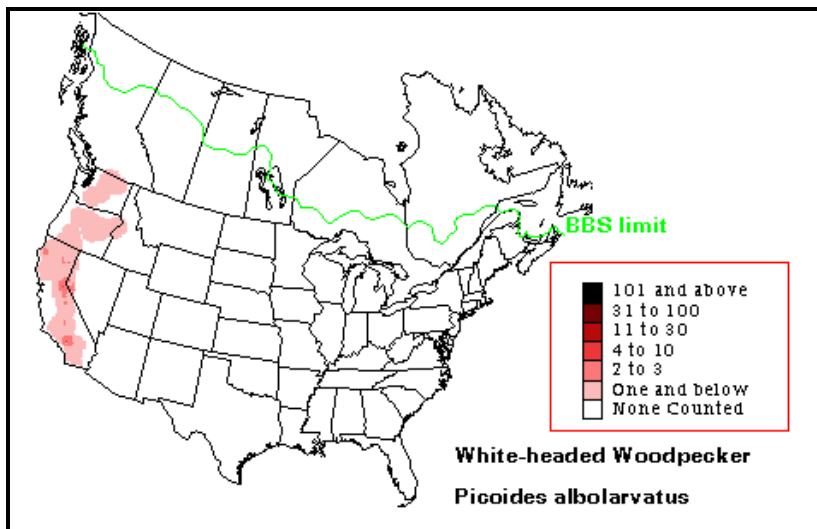 BBS limit
101 and above
31 to 100
11 to 30
4 to 10
2 to 3
One and below
None Counted
White-headed Woodpecker
Picoides albolarvatus